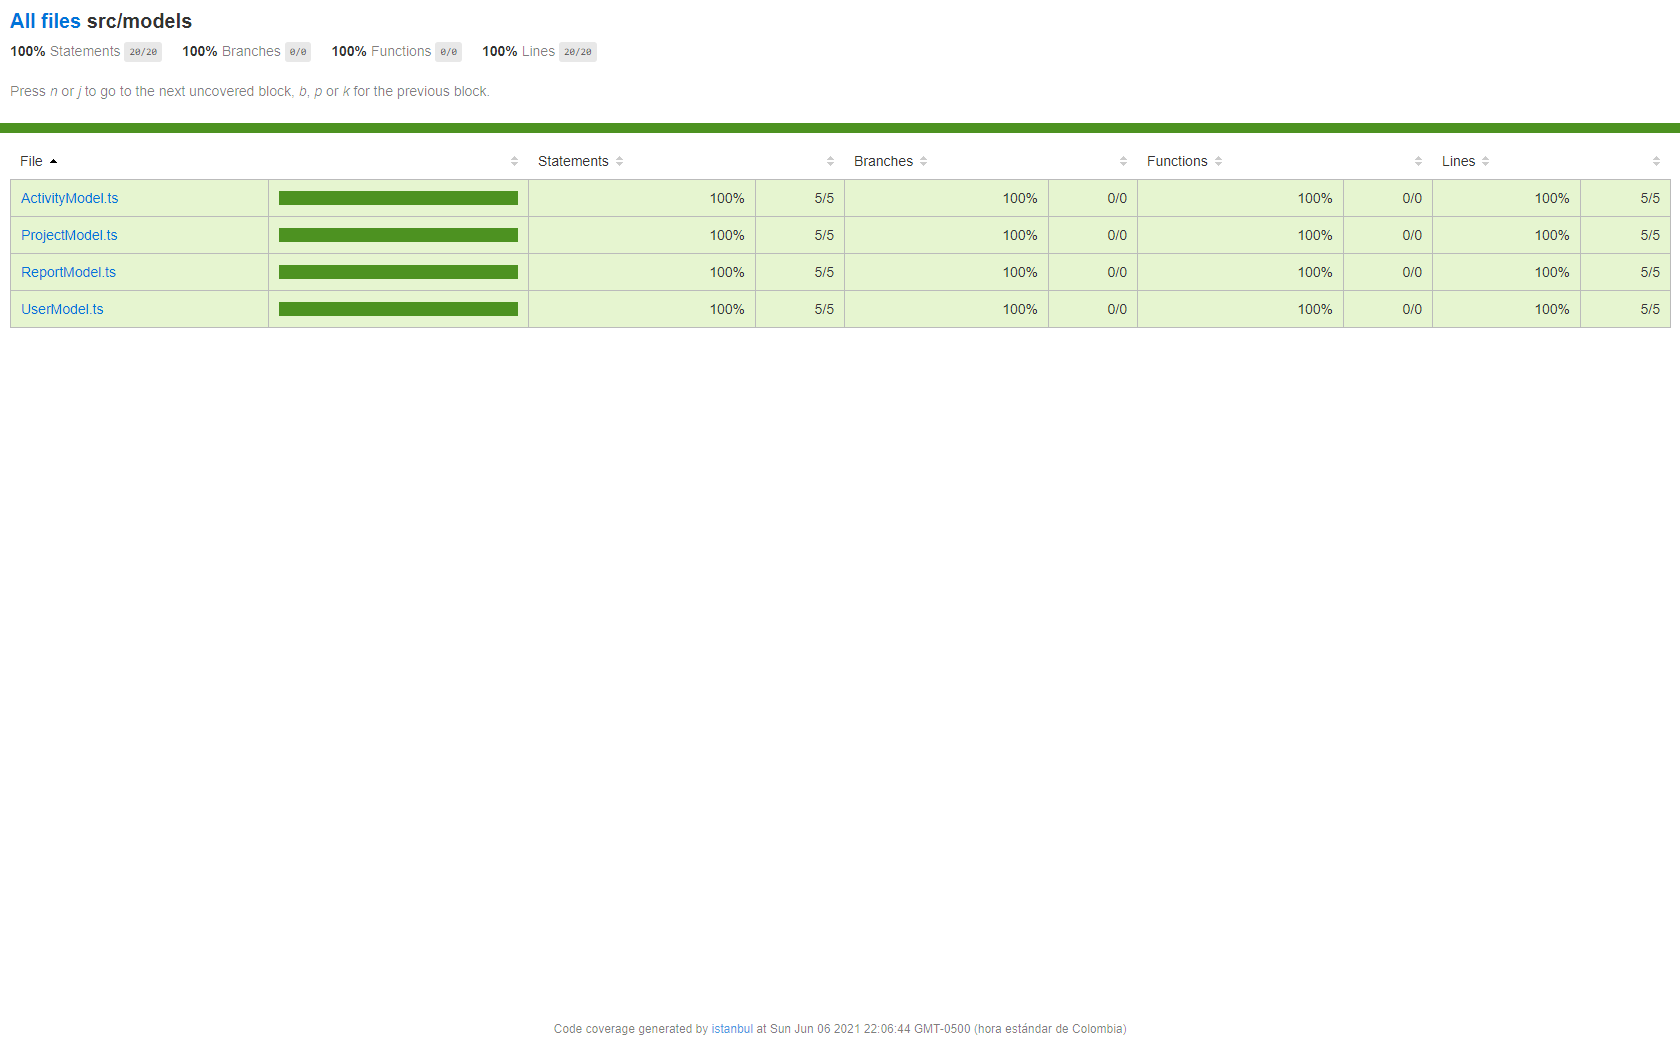 All files src/models
100% Statements 20/20 100% Branches 0/0 100% Functions 0/0 100% Lines 20/20
Press n or j to go to the next uncovered block, b, p or k for the previous block.
File Statements Branches Functions Lines
ActivityModel.ts 100% 5/5 100% 0/0 100% 0/0 100% 5/5
ProjectModel.ts 100% 5/5 100% 0/0 100% 0/0 100% 5/5
ReportModel.ts 100% 5/5 100% 0/0 100% 0/0 100% 5/5
UserModel.ts 100% 5/5 100% 0/0 100% 0/0 100% 5/5
Code coverage generated by istanbul at Sun Jun 06 2021 22:06:44 GMT-0500 (hora estándar de Colombia)